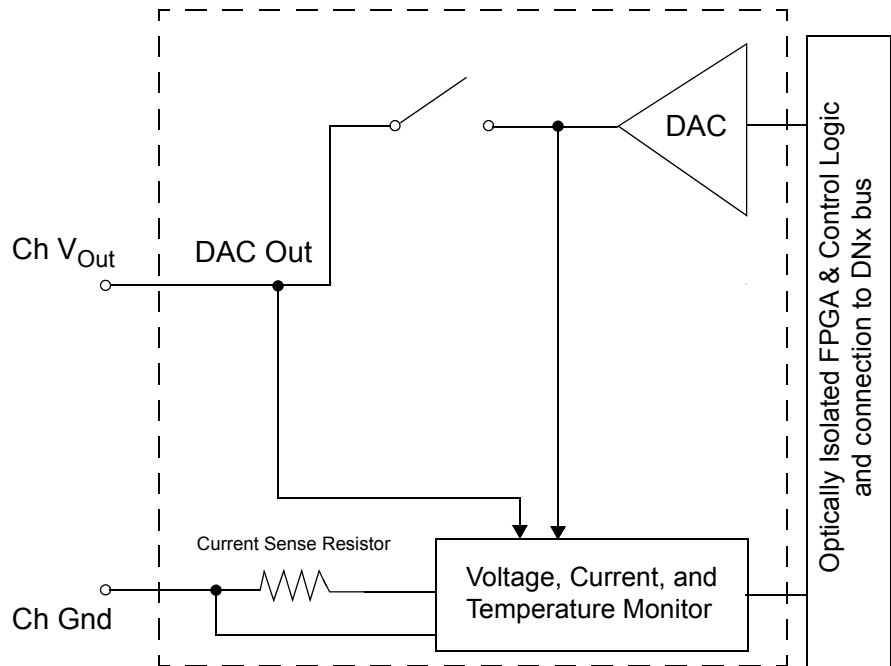 DAC
Ch VOut
DAC Out
Optically Isolated FPGA & Control Logic
and connection to DNx bus
Current Sense Resistor
Voltage, Current, and
Temperature Monitor
Ch Gnd